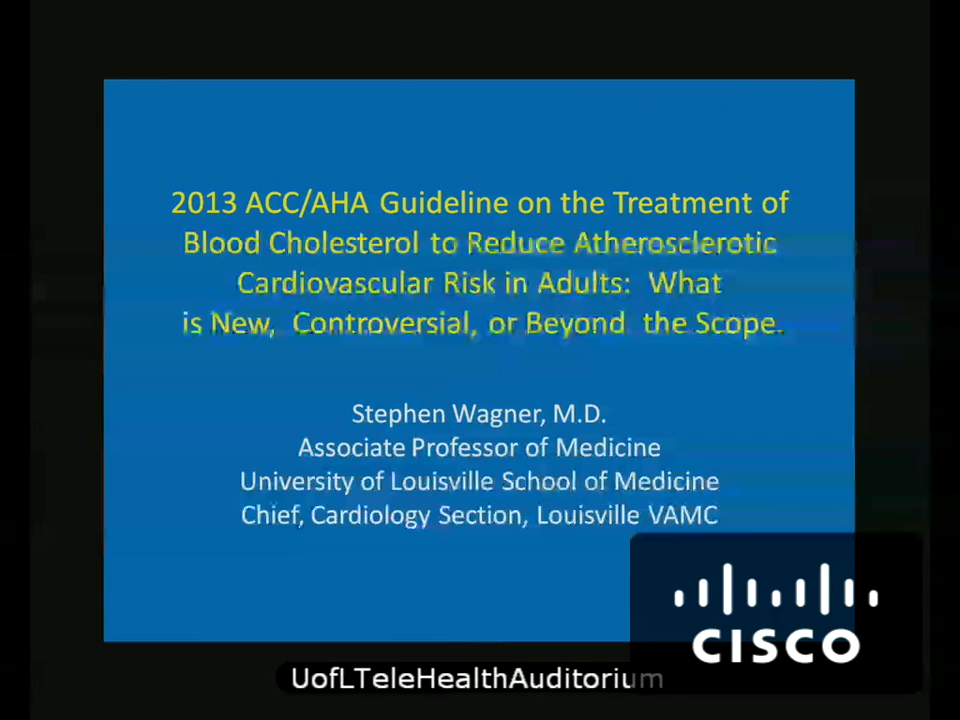 2013 ACC/AHA Guideline on the Treatment of
Blood Cholesterol to Reduce Atherosclerotic
Cardiovascular Risk in Adults: What
is New, Controversial, or Beyond the Scope.
Stephen Wagner, M.D.
Associate Professor of Medicine
University of Louisville School of Medicine
Chief, Cardiology Section, Louisville VAMC
CISCO
UofLTeleHealthAuditorium